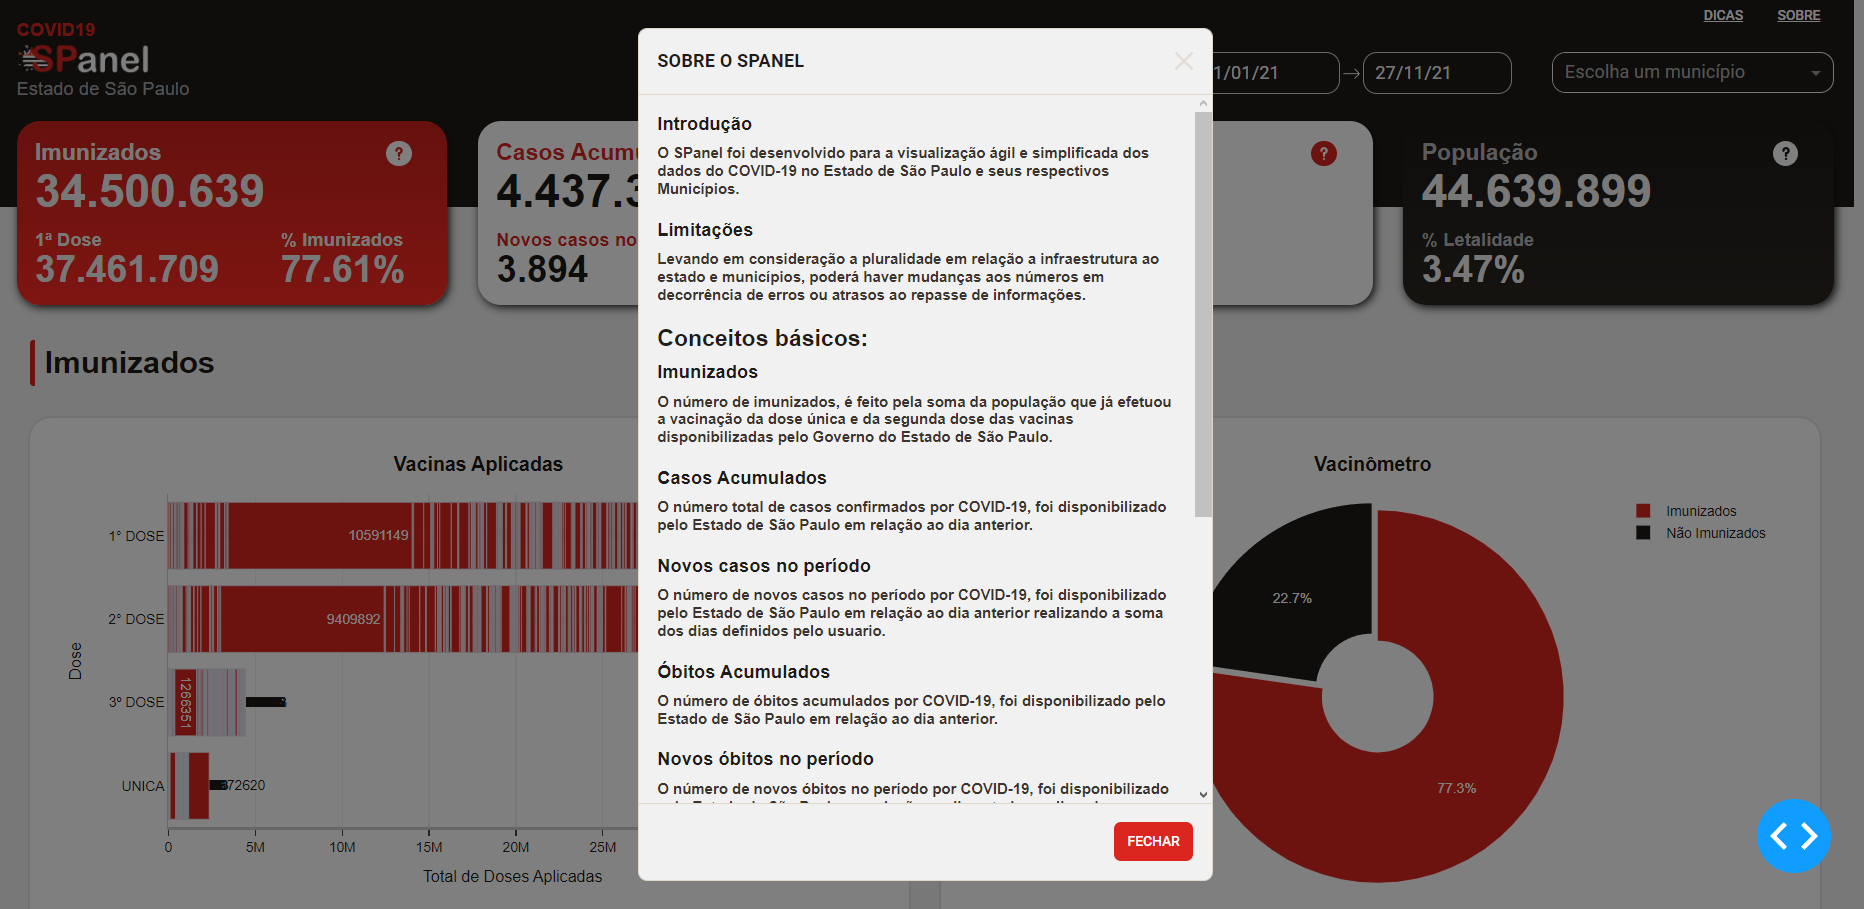 COVID19
SPanel
Estado de São Paulo
DICAS
SOBRE
1/01/21
27/11/21
Escolha um município
Imunizados
?
34.500.639
1ª Dose
37.461.709
% Imunizados
77.61%
Casos Acum
4.437.3
Novos casos no
3.894
?
População
?
44.639.899
% Letalidade
3.47%
SOBRE O SPANEL
Introdução
O SPanel foi desenvolvido para a visualização ágil e simplificada dos
dados do COVID-19 no Estado de São Paulo e seus respectivos
Municípios.
Limitações
Levando em consideração a pluralidade em relação a infraestrutura ao
estado e municípios, poderá haver mudanças aos números em
decorrência de erros ou atrasos ao repasse de informações.
Conceitos básicos:
Imunizados
O número de imunizados, é feito pela soma da população que já efetuou
a vacinação da dose única e da segunda dose das vacinas
disponibilizadas pelo Governo do Estado de São Paulo.
Casos Acumulados
O número total de casos confirmados por COVID-19, foi disponibilizado
pelo Estado de São Paulo em relação ao dia anterior.
Novos casos no período
O número de novos casos no período por COVID-19, foi disponibilizado
pelo Estado de São Paulo em relação ao dia anterior realizando a soma
dos dias definidos pelo usuario.
Óbitos Acumulados
O número de óbitos acumulados por COVID-19, foi disponibilizado pelo
Estado de São Paulo em relação ao dia anterior.
Novos óbitos no período
O número de novos óbitos no período por COVID-19, foi disponibilizado
FECHAR
Imunizados
Vacinas Aplicadas
Dose
1° DOSE
10591149
2° DOSE
9409892
3º DOSE
1266351
UNICA
72620
0
5M
10M
15M
20M
25M
Total de Doses Aplicadas
Vacinômetro
22.7%
77.3%
Imunizados
Não Imunizados